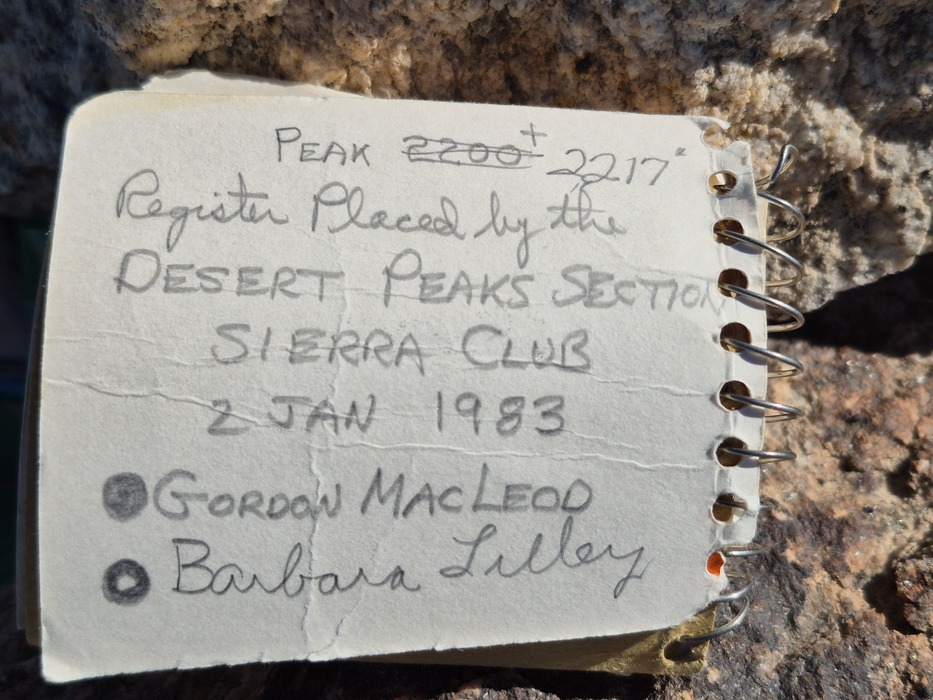 PEAK 2200+ 2217"
Register Placed by the
DESERT PEAKS SECTION
SIERRA CLUB
2 JAN 1983
GORDON MACLEOD
Barbara Lilley